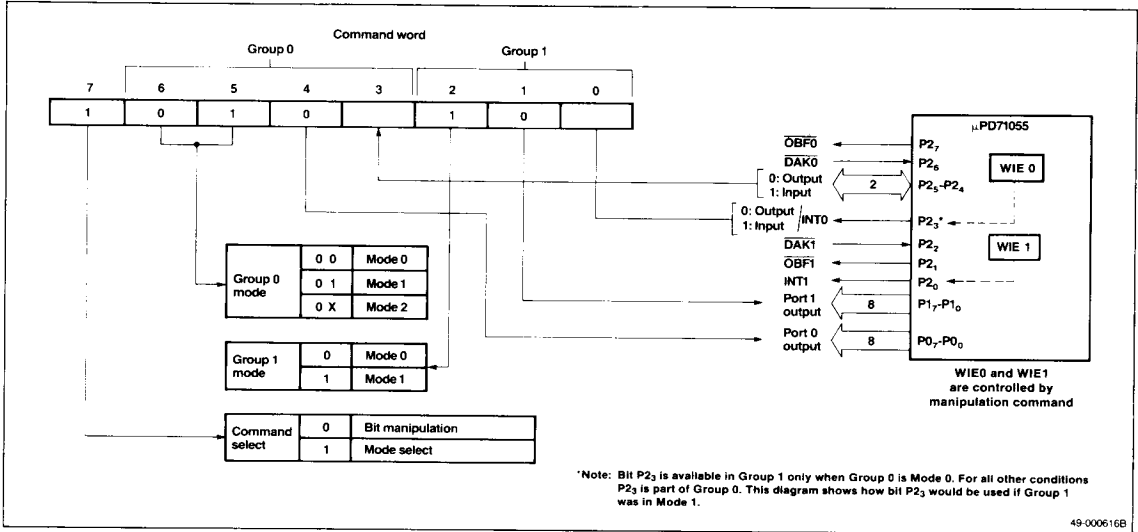 Command word
Group 0
Group 1
7 6 5 4 3 2 1 0
1 0 1 0 1 0
μPD71055
OBF0
P27
DAK0
P26
WIE 0
0: Output
1: Input
2
P25-P24
0: Output
1: Input
/INT0
P23*
DAK1
P22
WIE 1
OBF1
P21
INT1
P20
Port 1
output
8
P17-P10
Port 0
output
8
P07-P00
WIE0 and WIE1
are controlled by
manipulation command
Group 0
mode
0 0 Mode 0
0 1 Mode 1
0 X Mode 2
Group 1
mode
0 Mode 0
1 Mode 1
Command
select
0 Bit manipulation
1 Mode select
*Note: Bit P23 is available in Group 1 only when Group 0 is Mode 0. For all other conditions
P23 is part of Group 0. This diagram shows how bit P23 would be used if Group 1
was in Mode 1.
49-000616B